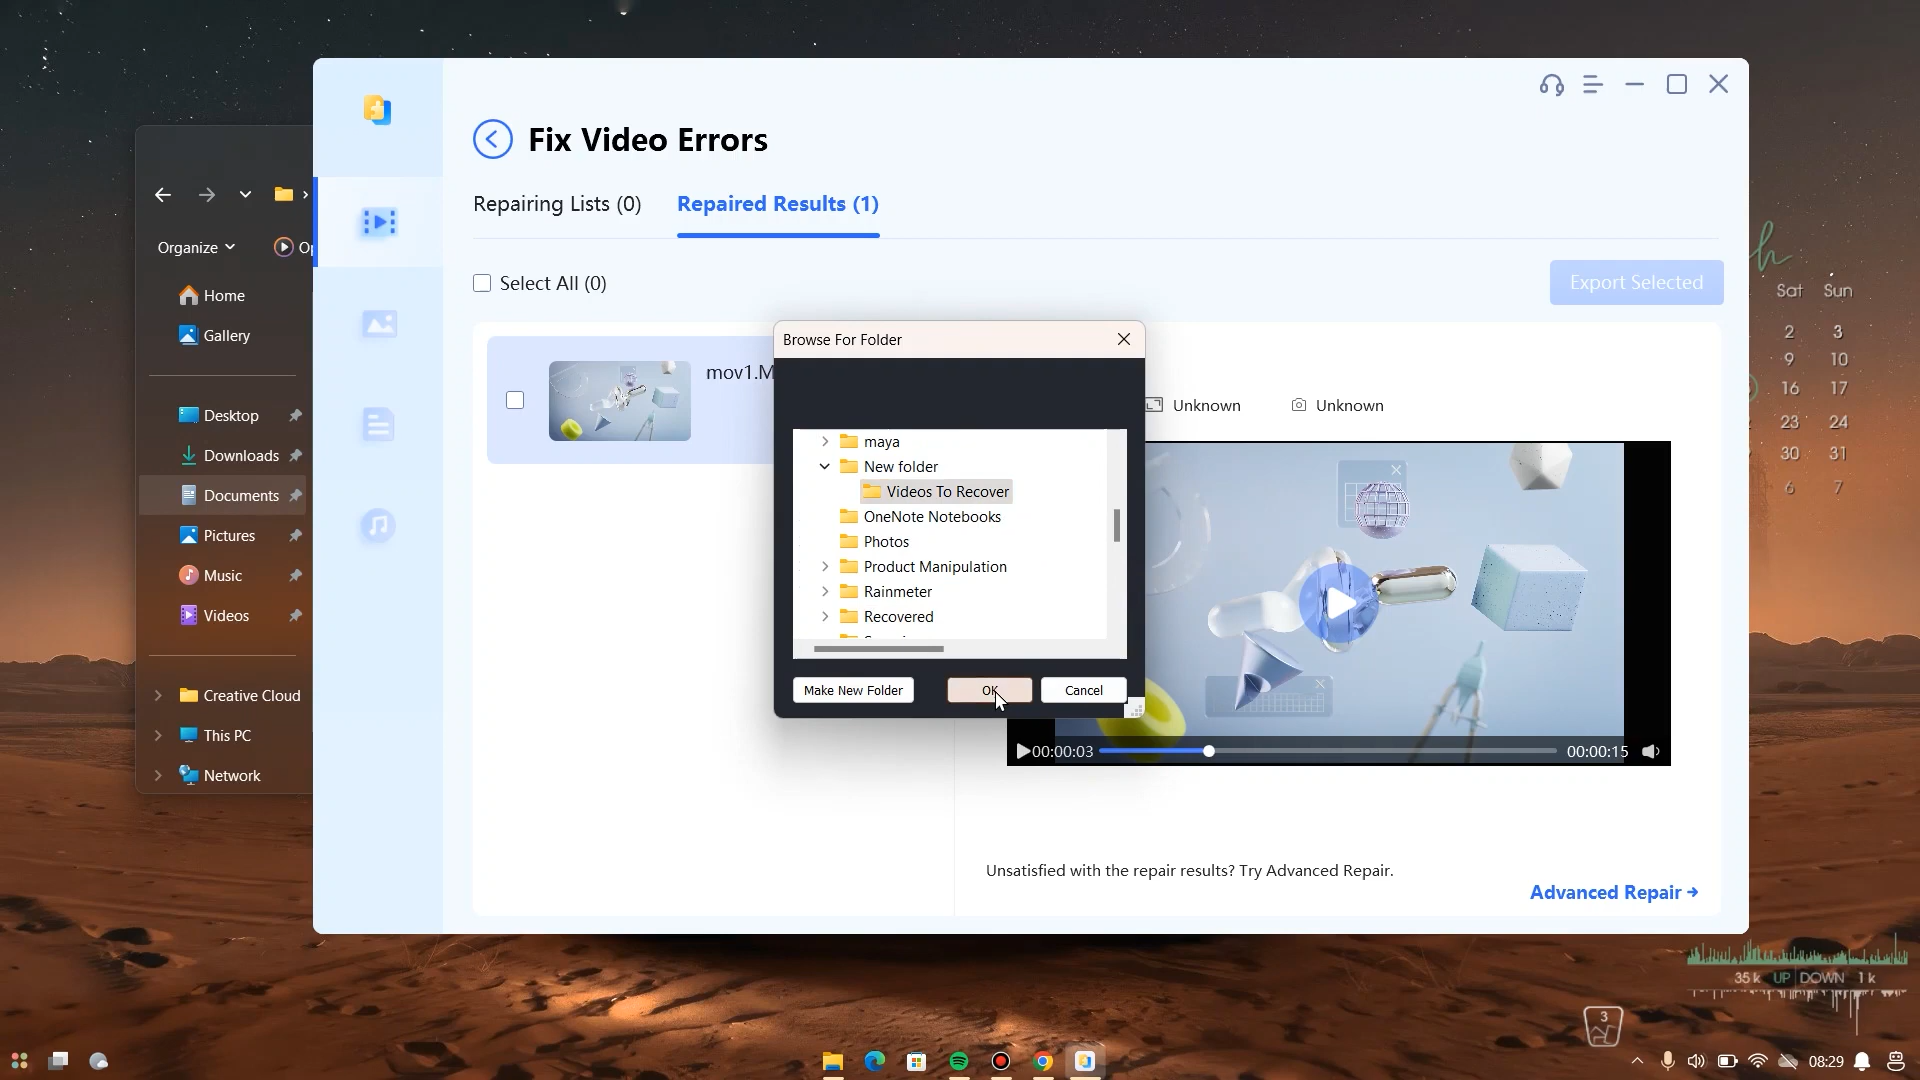 Fix Video Errors
Repairing Lists (0)
Repaired Results (1)
Select All (0)
Export Selected
Organize
Home
Gallery
Desktop
Downloads
Documents
Pictures
Music
Videos
Creative Cloud
This PC
Network
Browse For Folder
maya
New folder
Videos To Recover
OneNote Notebooks
Photos
Product Manipulation
Rainmeter
Recovered
Make New Folder
OK
Cancel
Unknown
Unknown
00:00:03
00:00:15
Unsatisfied with the repair results? Try Advanced Repair.
Advanced Repair
Sat Sun
2 3
9 10
16 17
23 24
30 31
6 7
35 k UP DOWN 1 k
3
08:29